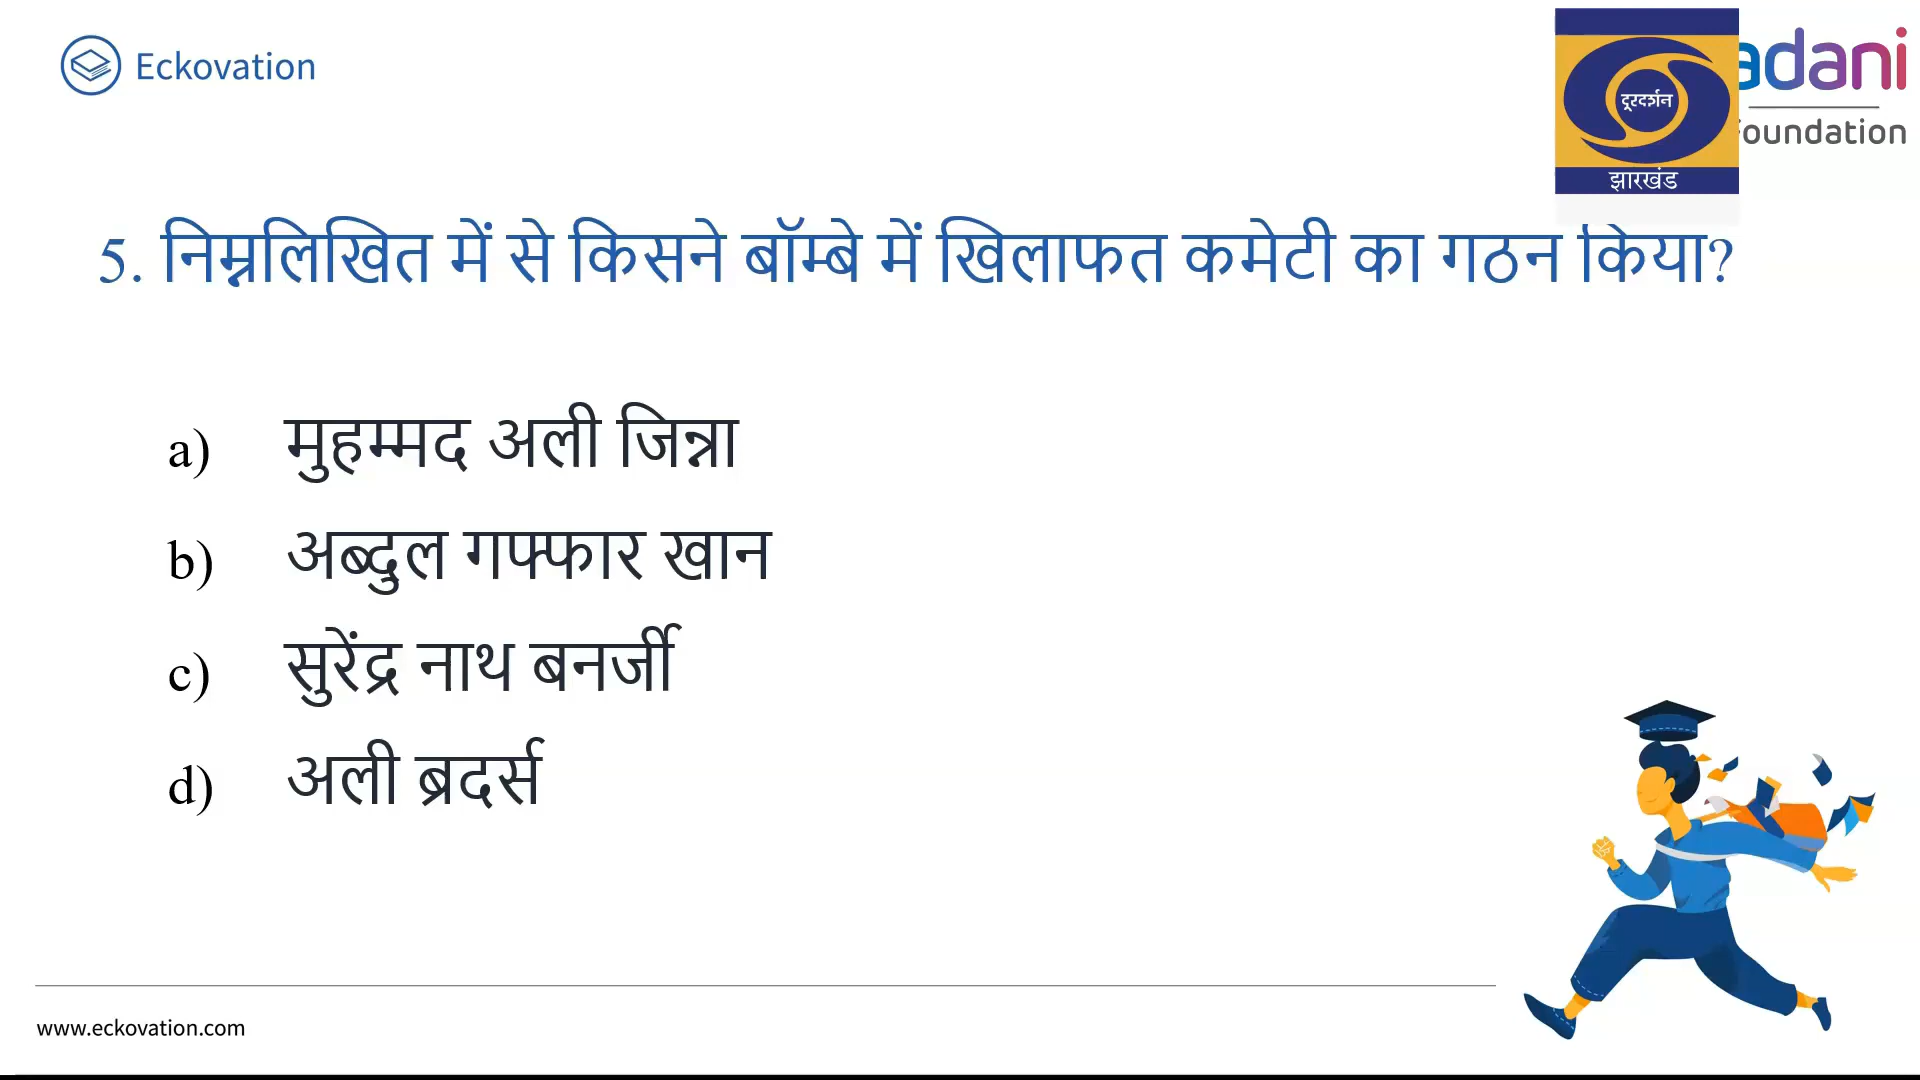 Eckovation
adani
दूरदर्शन
oundation
झारखंड
5. निम्नलिखित में से किसने बॉम्बे में खिलाफत कमेटी का गठन किया?
a) मुहम्मद अली जिन्ना
b) अब्दुल गफ्फार खान
c) सुरेंद्र नाथ बनर्जी
d) अली ब्रदर्स
www.eckovation.com